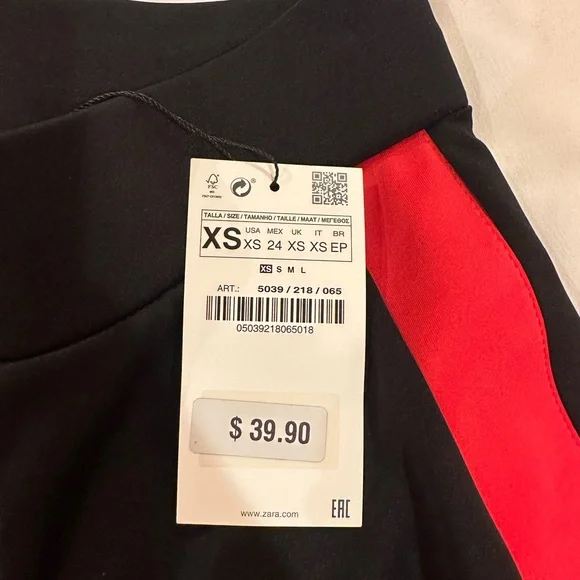 FSC
TALLA / SIZE / TAMANHO / TAILLE / MAAT / ΜΕΓΕΘΟΣ
XS USA MEX UK IT BR
XS 24 XS XS EP
XS S M L
ART.: 5039 / 218 / 065
05039218065018
$ 39.90
www.zara.com EAC